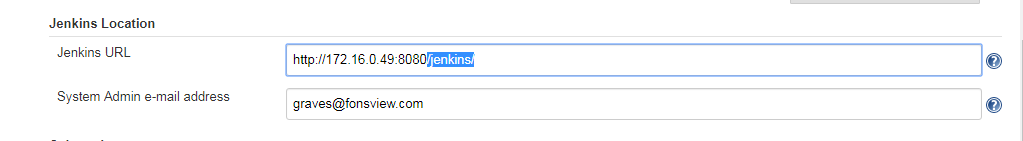 Jenkins Location
Jenkins URL
http://172.16.0.49:8080/jenkins/
System Admin e-mail address
graves@fonsview.com